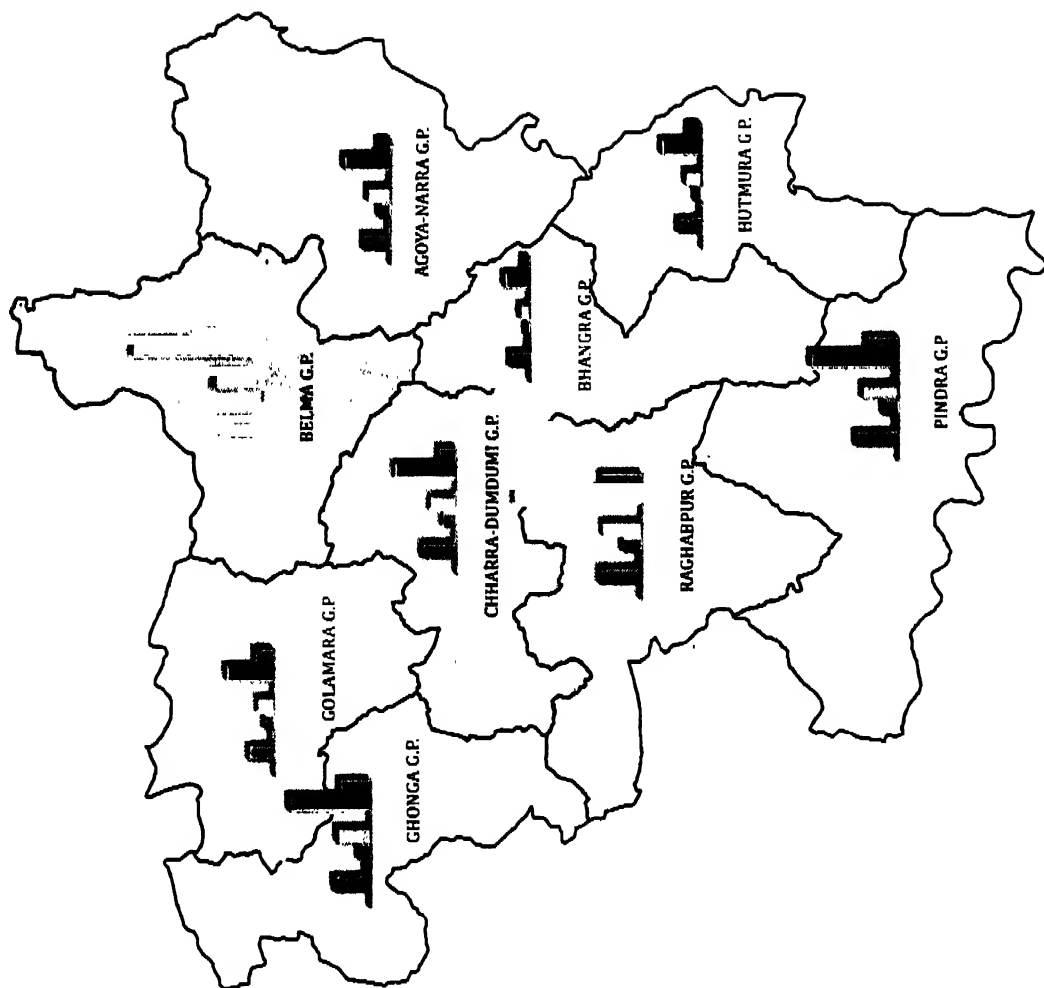 BELMA G.P.
GOLAMARA G.P
GHONGA G.P.
AGOYA-NARRA G.P.
CHHARRA-DUMDUMI G.P.
BHANGRA G.P.
RAGHABPUR G.P.
HUTMURA G.P.
PINDRA G.P